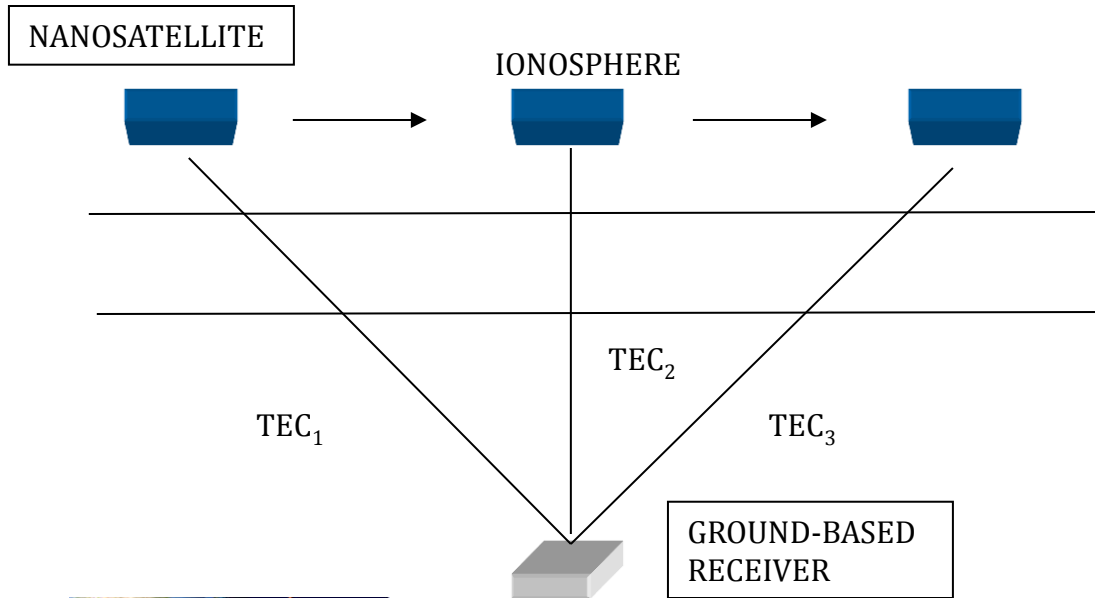 NANOSATELLITE
IONOSPHERE
TEC₂
TEC₁
TEC₃
GROUND-BASED
RECEIVER